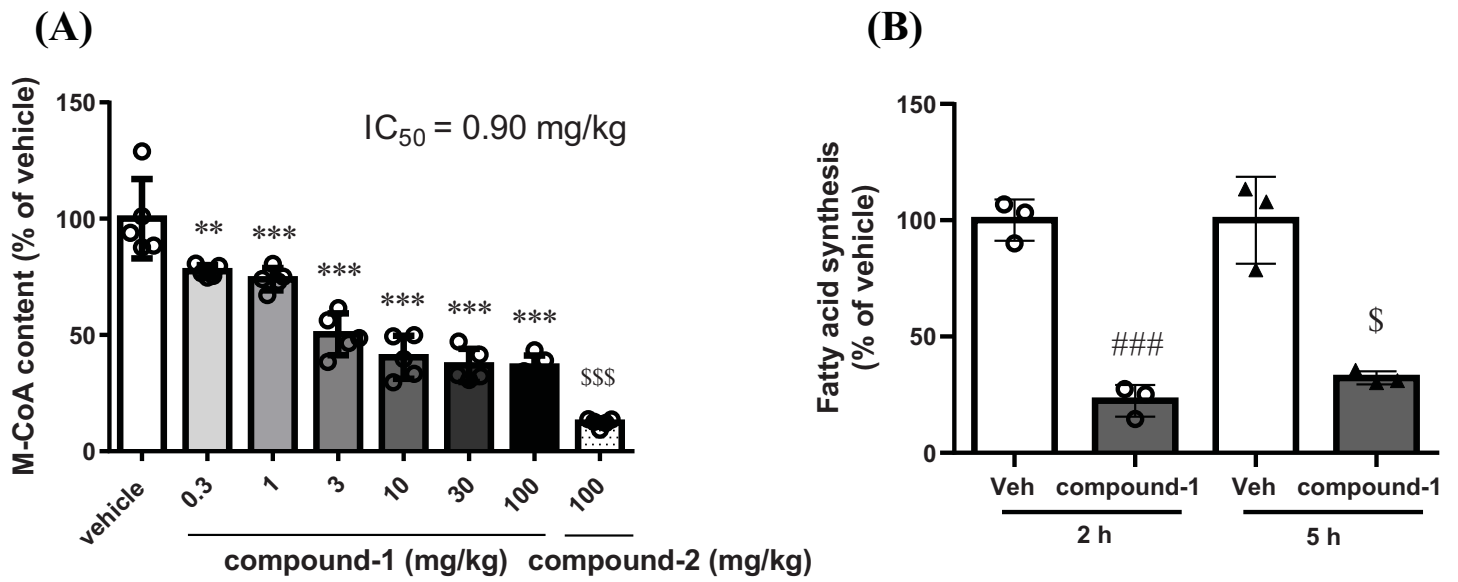 (A)
M-CoA content (% of vehicle)
150
100
50
0
IC50 = 0.90 mg/kg
**
***
***
***
***
***
$$$
vehicle
0.3
1
3
10
30
100
100
compound-1 (mg/kg)
compound-2 (mg/kg)
(B)
Fatty acid synthesis
(% of vehicle)
150
100
50
0
###
$
Veh
compound-1
Veh
compound-1
2 h
5 h